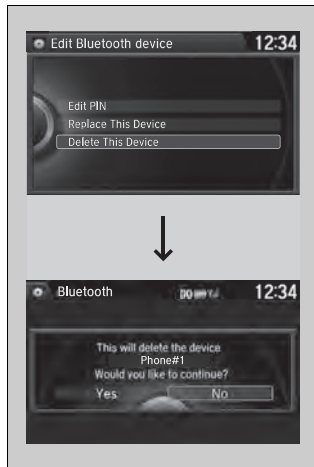 Edit Bluetooth device 12:34
Edit PIN
Replace This Device
Delete This Device
Bluetooth 12:34
This will delete the device
Phone#1
Would you like to continue?
Yes No